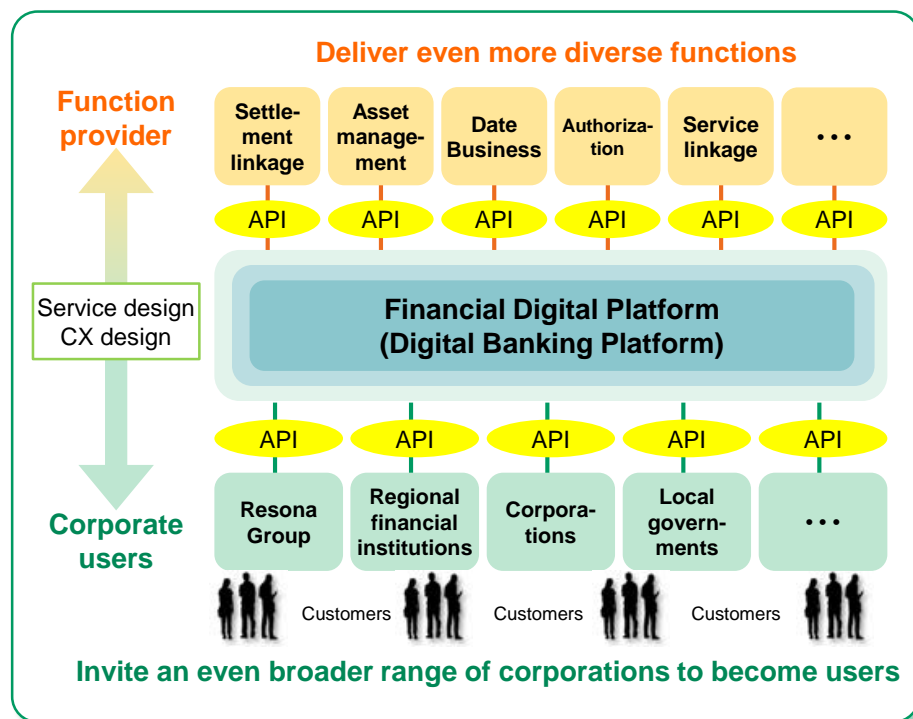 Deliver even more diverse functions
Function
provider
Settle-
ment
linkage
Asset
manage-
ment
Date
Business
Authoriza-
tion
Service
linkage
...
API
API
API
API
API
API
Service design
CX design
Financial Digital Platform
(Digital Banking Platform)
API
API
API
API
API
Corporate
users
Resona
Group
Regional
financial
institutions
Corpora-
tions
Local
govern-
ments
...
Customers
Customers
Customers
Invite an even broader range of corporations to become users